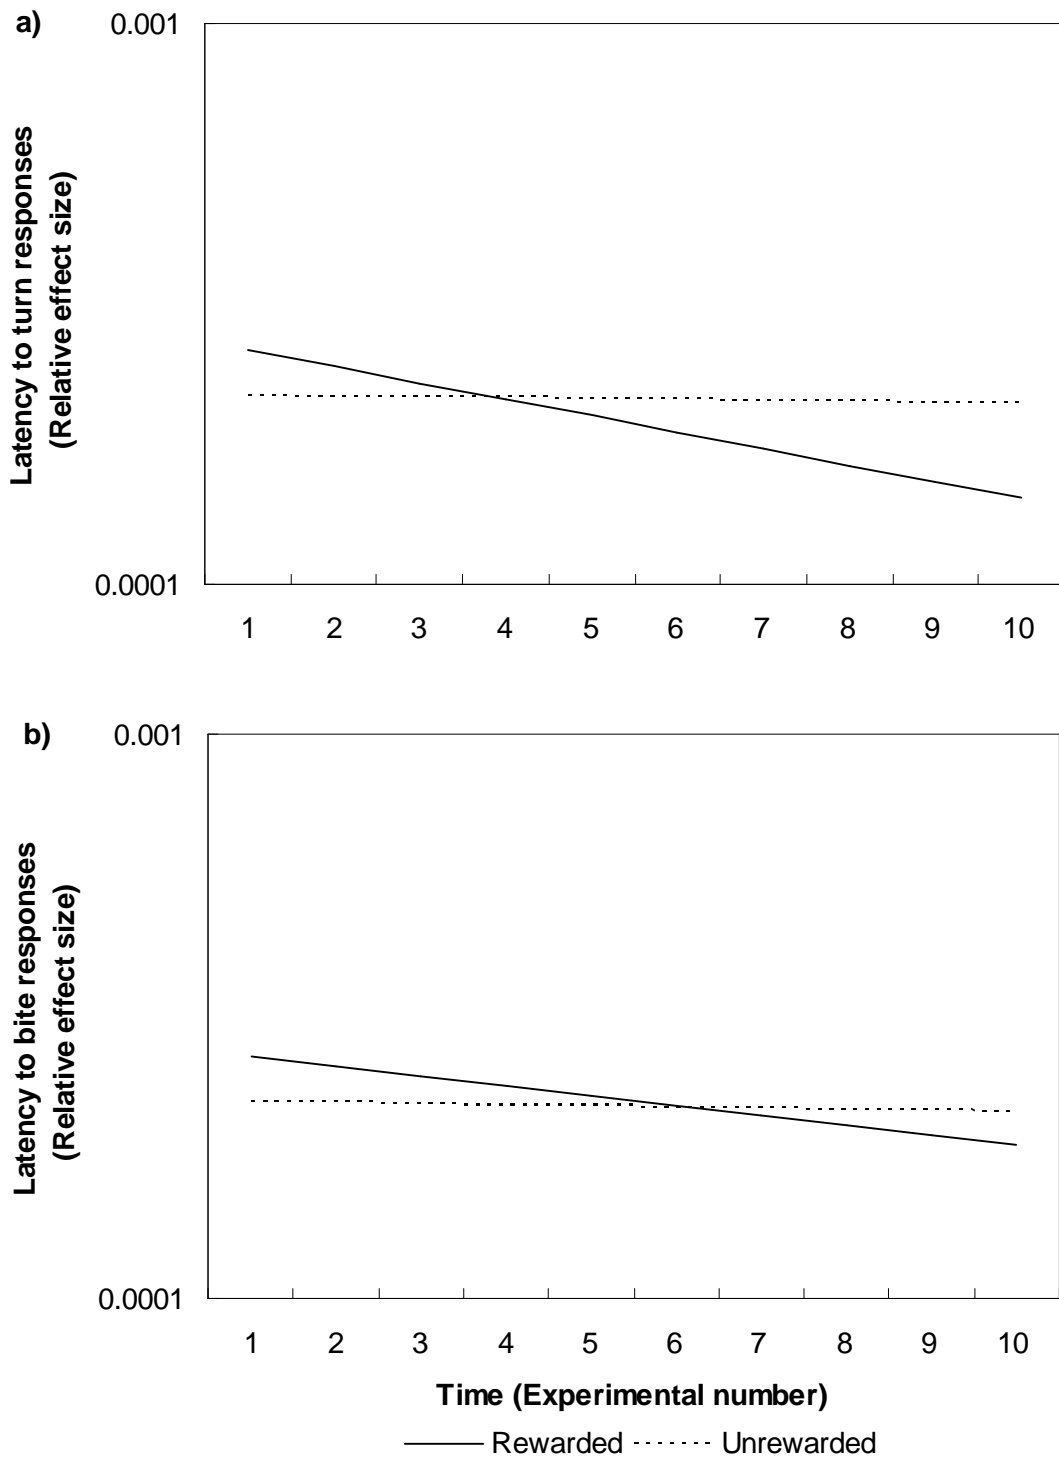 a)
0.001
Latency to turn responses
(Relative effect size)
0.0001
1 2 3 4 5 6 7 8 9 10
b)
0.001
Latency to bite responses
(Relative effect size)
0.0001
1 2 3 4 5 6 7 8 9 10
Time (Experimental number)
Rewarded Unrewarded